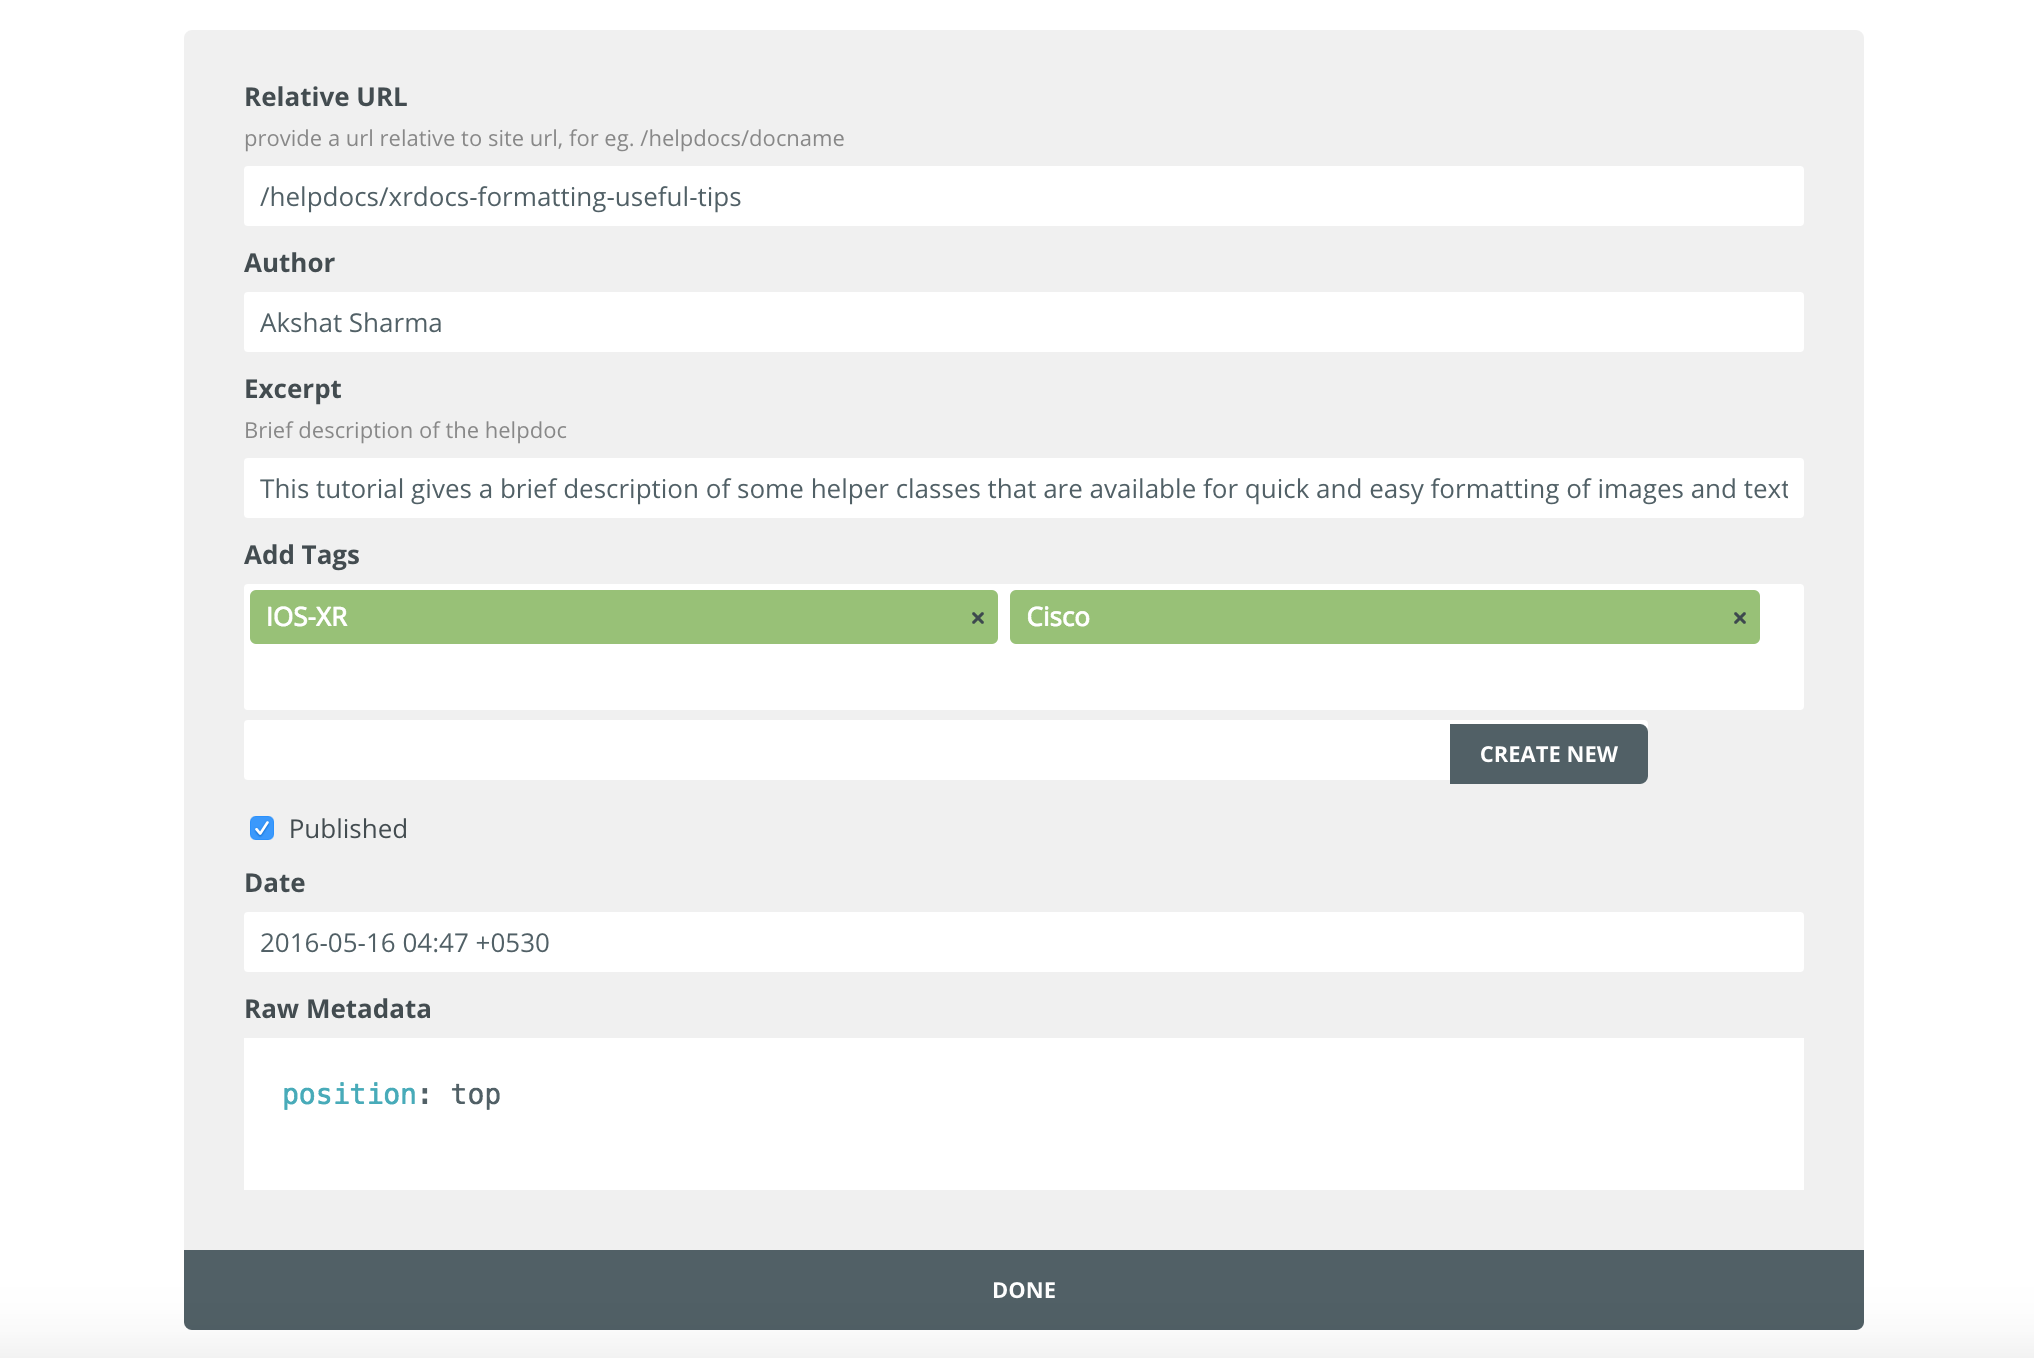 Relative URL
provide a url relative to site url, for eg. /helpdocs/docname
/helpdocs/xrdocs-formatting-useful-tips
Author
Akshat Sharma
Excerpt
Brief description of the helpdoc
This tutorial gives a brief description of some helper classes that are available for quick and easy formatting of images and text
Add Tags
IOS-XR × Cisco ×
CREATE NEW
Published
Date
2016-05-16 04:47 +0530
Raw Metadata
position: top
DONE